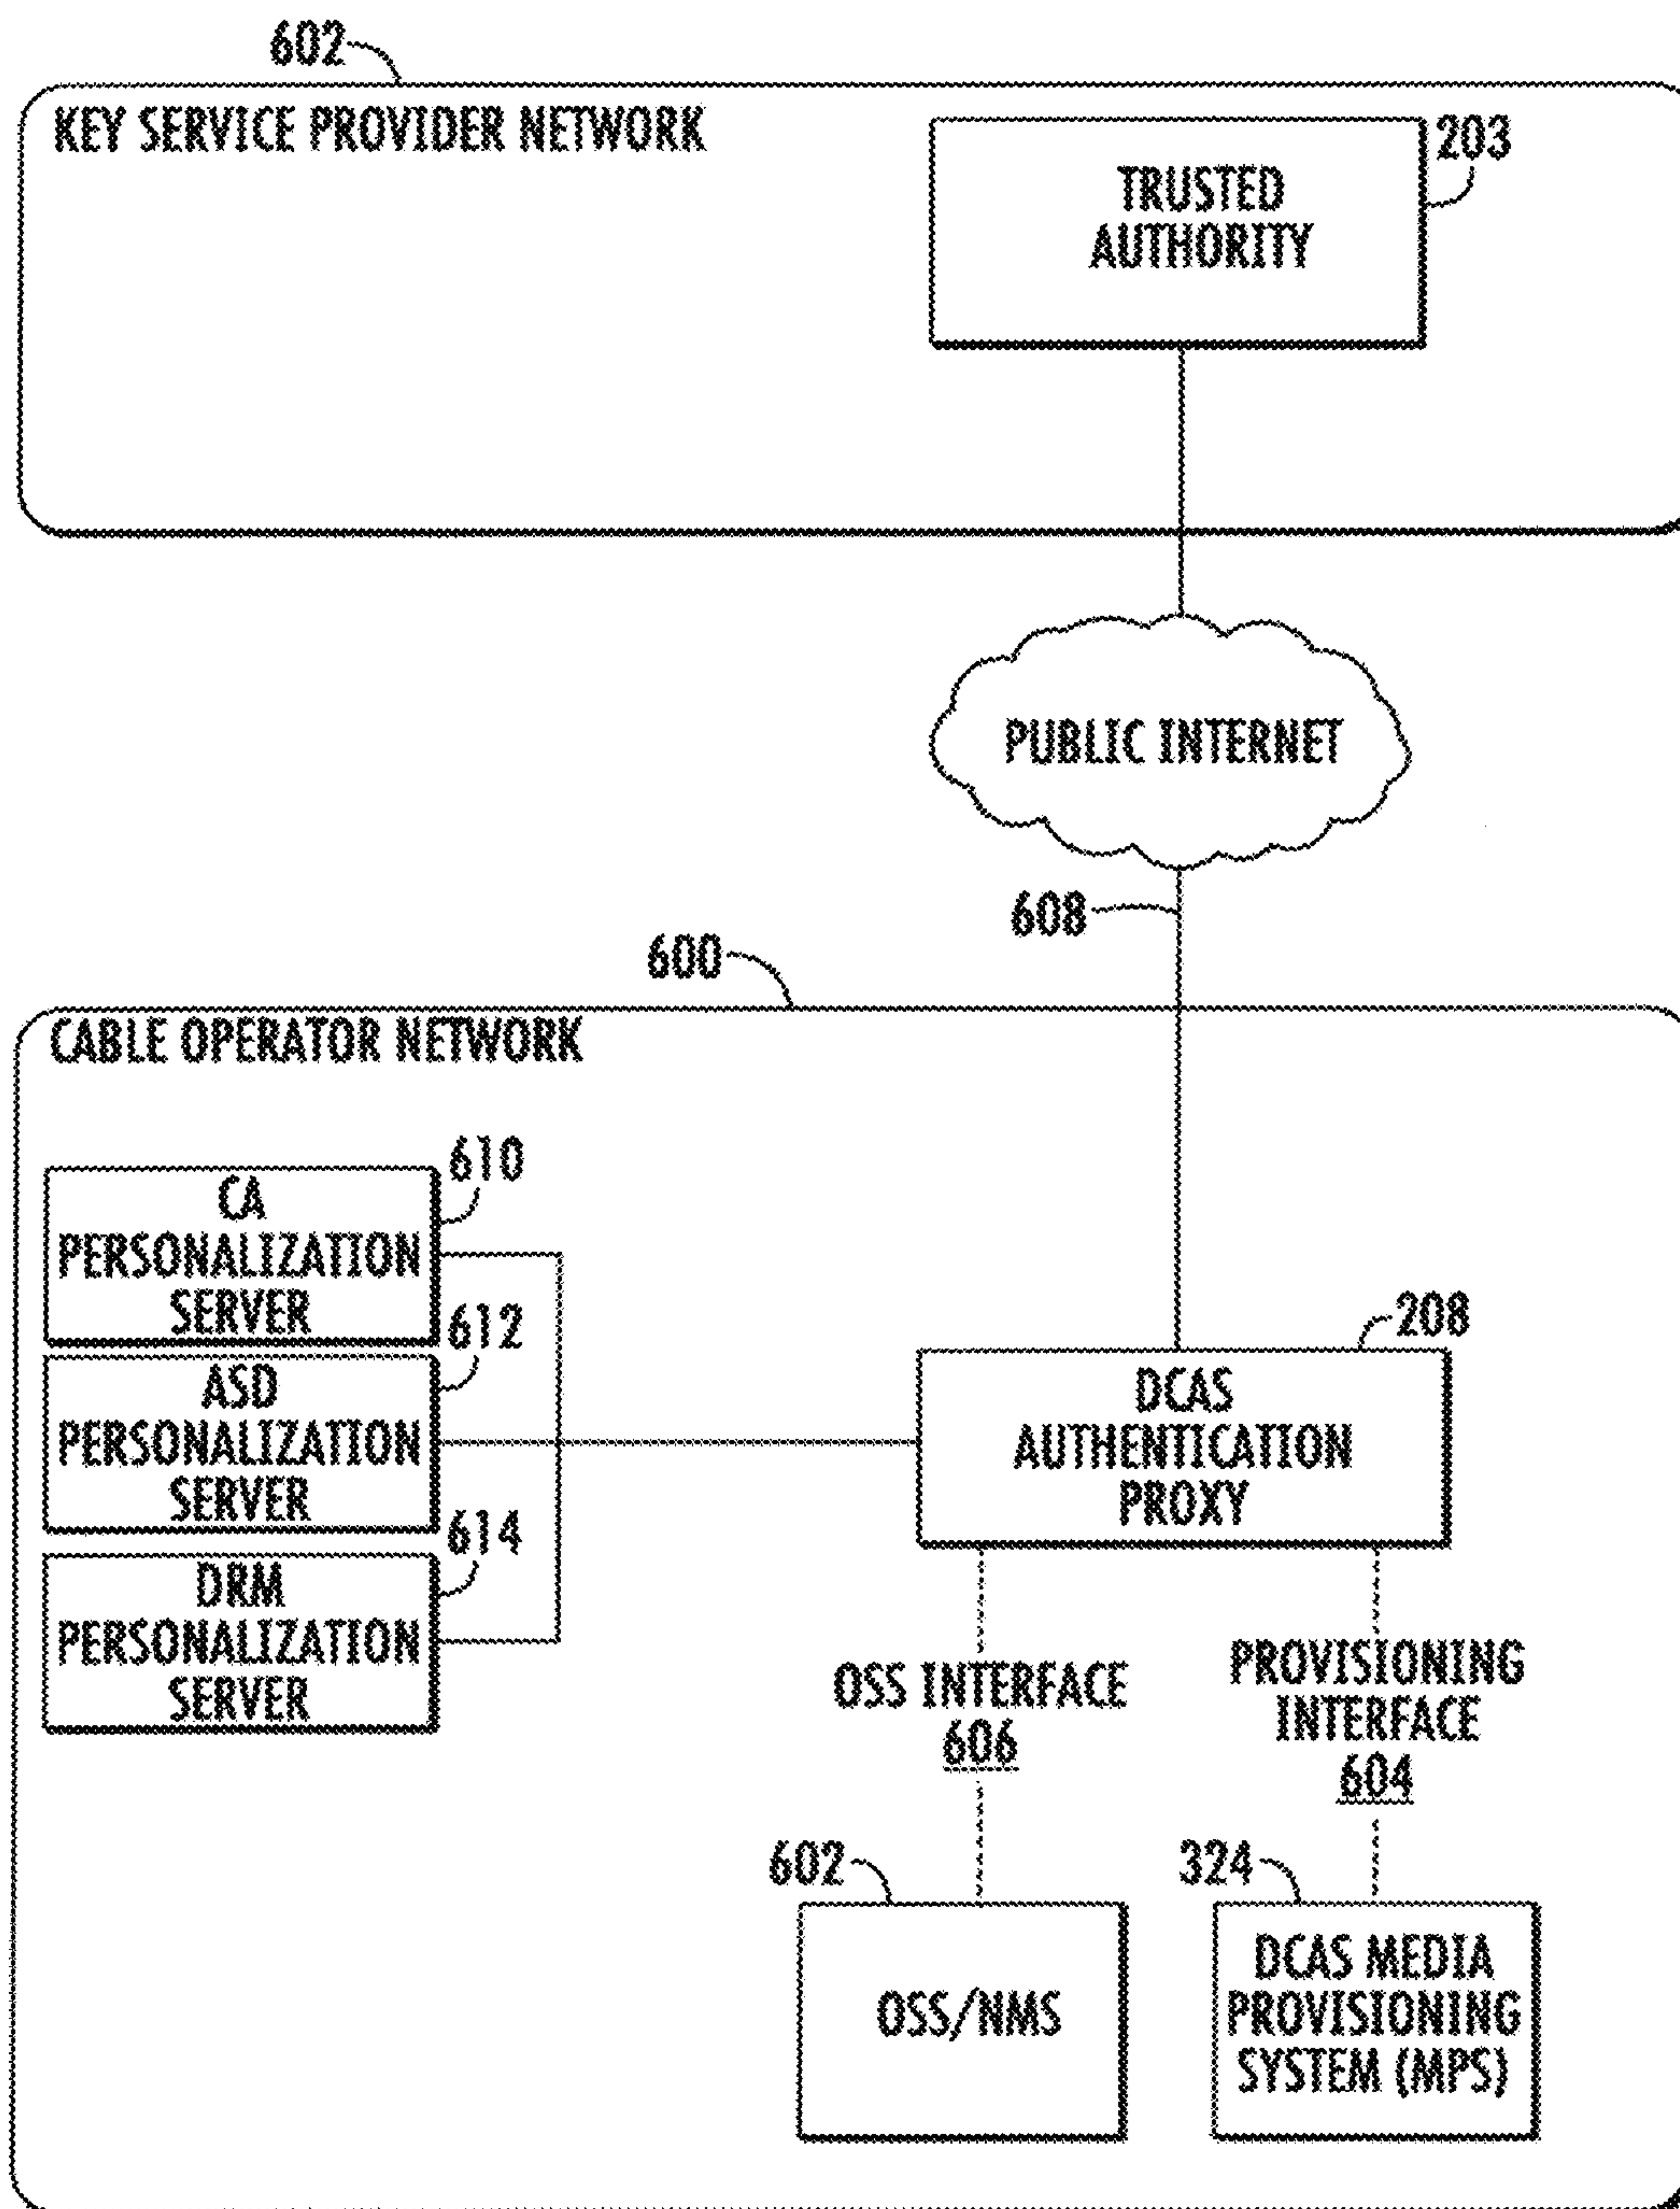 602
KEY SERVICE PROVIDER NETWORK
203
TRUSTED
AUTHORITY
PUBLIC INTERNET
608
600
CABLE OPERATOR NETWORK
610
CA
PERSONALIZATION
SERVER
612
ASD
PERSONALIZATION
SERVER
614
DRM
PERSONALIZATION
SERVER
208
DCAS
AUTHENTICATION
PROXY
OSS INTERFACE
606
PROVISIONING
INTERFACE
604
602
OSS/NMS
324
DCAS MEDIA
PROVISIONING
SYSTEM (MPS)